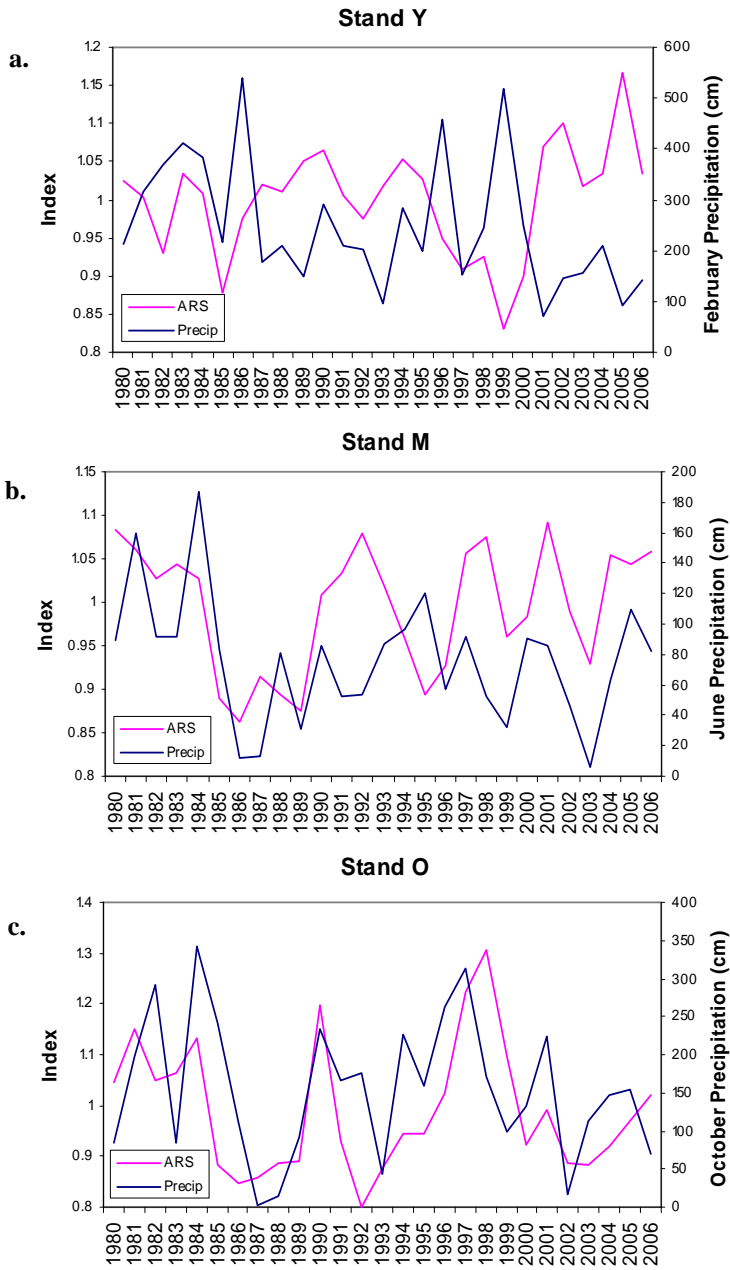 Stand Y
a.
1.2
1.15
1.1
1.05
1
0.95
0.9
0.85
0.8
Index
600
500
400
300
200
100
0
February Precipitation (cm)
ARS
Precip
1980 1981 1982 1983 1984 1985 1986 1987 1988 1989 1990 1991 1992 1993 1994 1995 1996 1997 1998 1999 2000 2001 2002 2003 2004 2005 2006
Stand M
b.
1.15
1.1
1.05
1
0.95
0.9
0.85
0.8
Index
200
180
160
140
120
100
80
60
40
20
0
June Precipitation (cm)
ARS
Precip
1980 1981 1982 1983 1984 1985 1986 1987 1988 1989 1990 1991 1992 1993 1994 1995 1996 1997 1998 1999 2000 2001 2002 2003 2004 2005 2006
Stand O
c.
1.4
1.3
1.2
1.1
1
0.9
0.8
Index
400
350
300
250
200
150
100
50
0
October Precipitation (cm)
ARS
Precip
1980 1981 1982 1983 1984 1985 1986 1987 1988 1989 1990 1991 1992 1993 1994 1995 1996 1997 1998 1999 2000 2001 2002 2003 2004 2005 2006